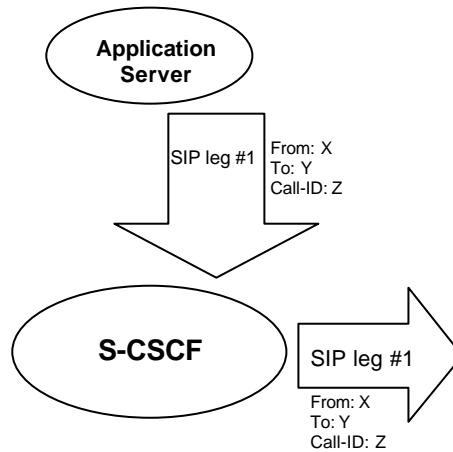 Application
Server
SIP leg #1
From: X
To: Y
Call-ID: Z
S-CSCF
SIP leg #1
From: X
To: Y
Call-ID: Z